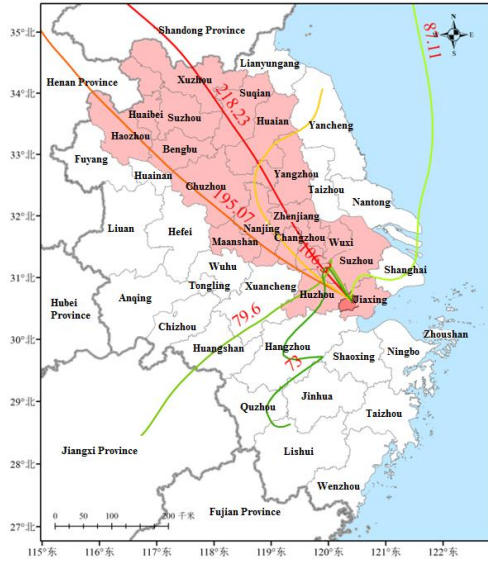 35°北
34°北
33°北
32°北
31°北
30°北
29°北
28°北
27°北
115°东
116°东
117°东
118°东
119°东
120°东
121°东
122°东
N
E
S
Shandong Province
Lianyungang
87.11
Henan Province
Xuzhou
Suqian
218.23
Huaibei
Suzhou
Huaian
Yancheng
Haozhou
Bengbu
Fuyang
Huainan
Yangzhou
Chuzhou
Taizhou
195.07
Nantong
Zhenjiang
Liuan
Hefei
Nanjing
Changzhou
Maanshan
Wuxi
Suzhou
Wuhu
Shanghai
Tongling
Xuancheng
Huzhou
Jiaxing
Hubei
Province
Anqing
Chizhou
79.6
Zhoushan
Huangshan
Hangzhou
Shaoxing
Ningbo
73
Quzhou
Jinhua
Taizhou
Jiangxi Province
Lishui
Wenzhou
Fujian Province
0
50
100
200 千米